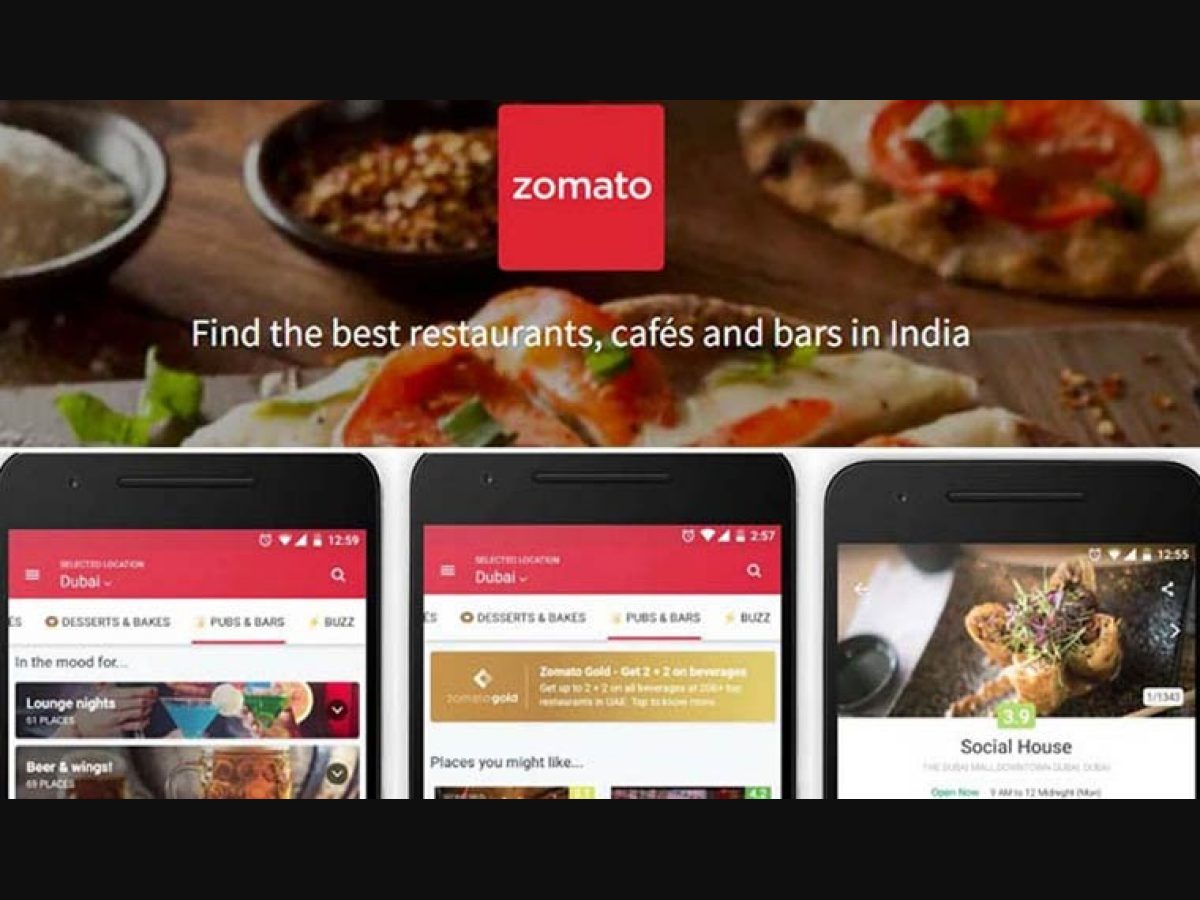 zomato
Find the best restaurants, cafés and bars in India
12:59
SELECTED LOCATION
Dubai
ES DESSERTS & BAKES PUBS & BARS BUZZ
In the mood for...
Lounge nights
61 PLACES
Beer & wings!
69 PLACES
2:57
SELECTED LOCATION
Dubai
ES DESSERTS & BAKES PUBS & BARS BUZZ
zomatogold
Zomato Gold - Get 2 + 2 on beverages
Get up to 2 + 2 on all beverages at 206+ top
restaurants in UAE. Tap to know more.
Places you might like...
4.2
12:55
1/1343
3.9
Social House
THE DUBAI MALL, DOWNTOWN DUBAI, DUBAI
Open Now 9 AM to 12 Midnight (Mon)